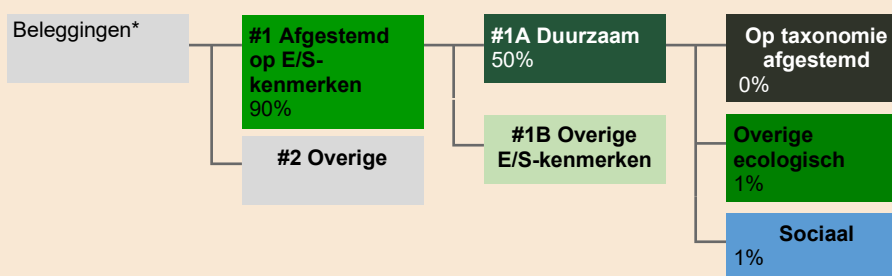 Beleggingen*
#1 Afgestemd
op E/S-
kenmerken
90%
#2 Overige
#1A Duurzaam
50%
#1B Overige
E/S-kenmerken
Op taxonomie
afgestemd
0%
Overige
ecologisch
1%
Sociaal
1%